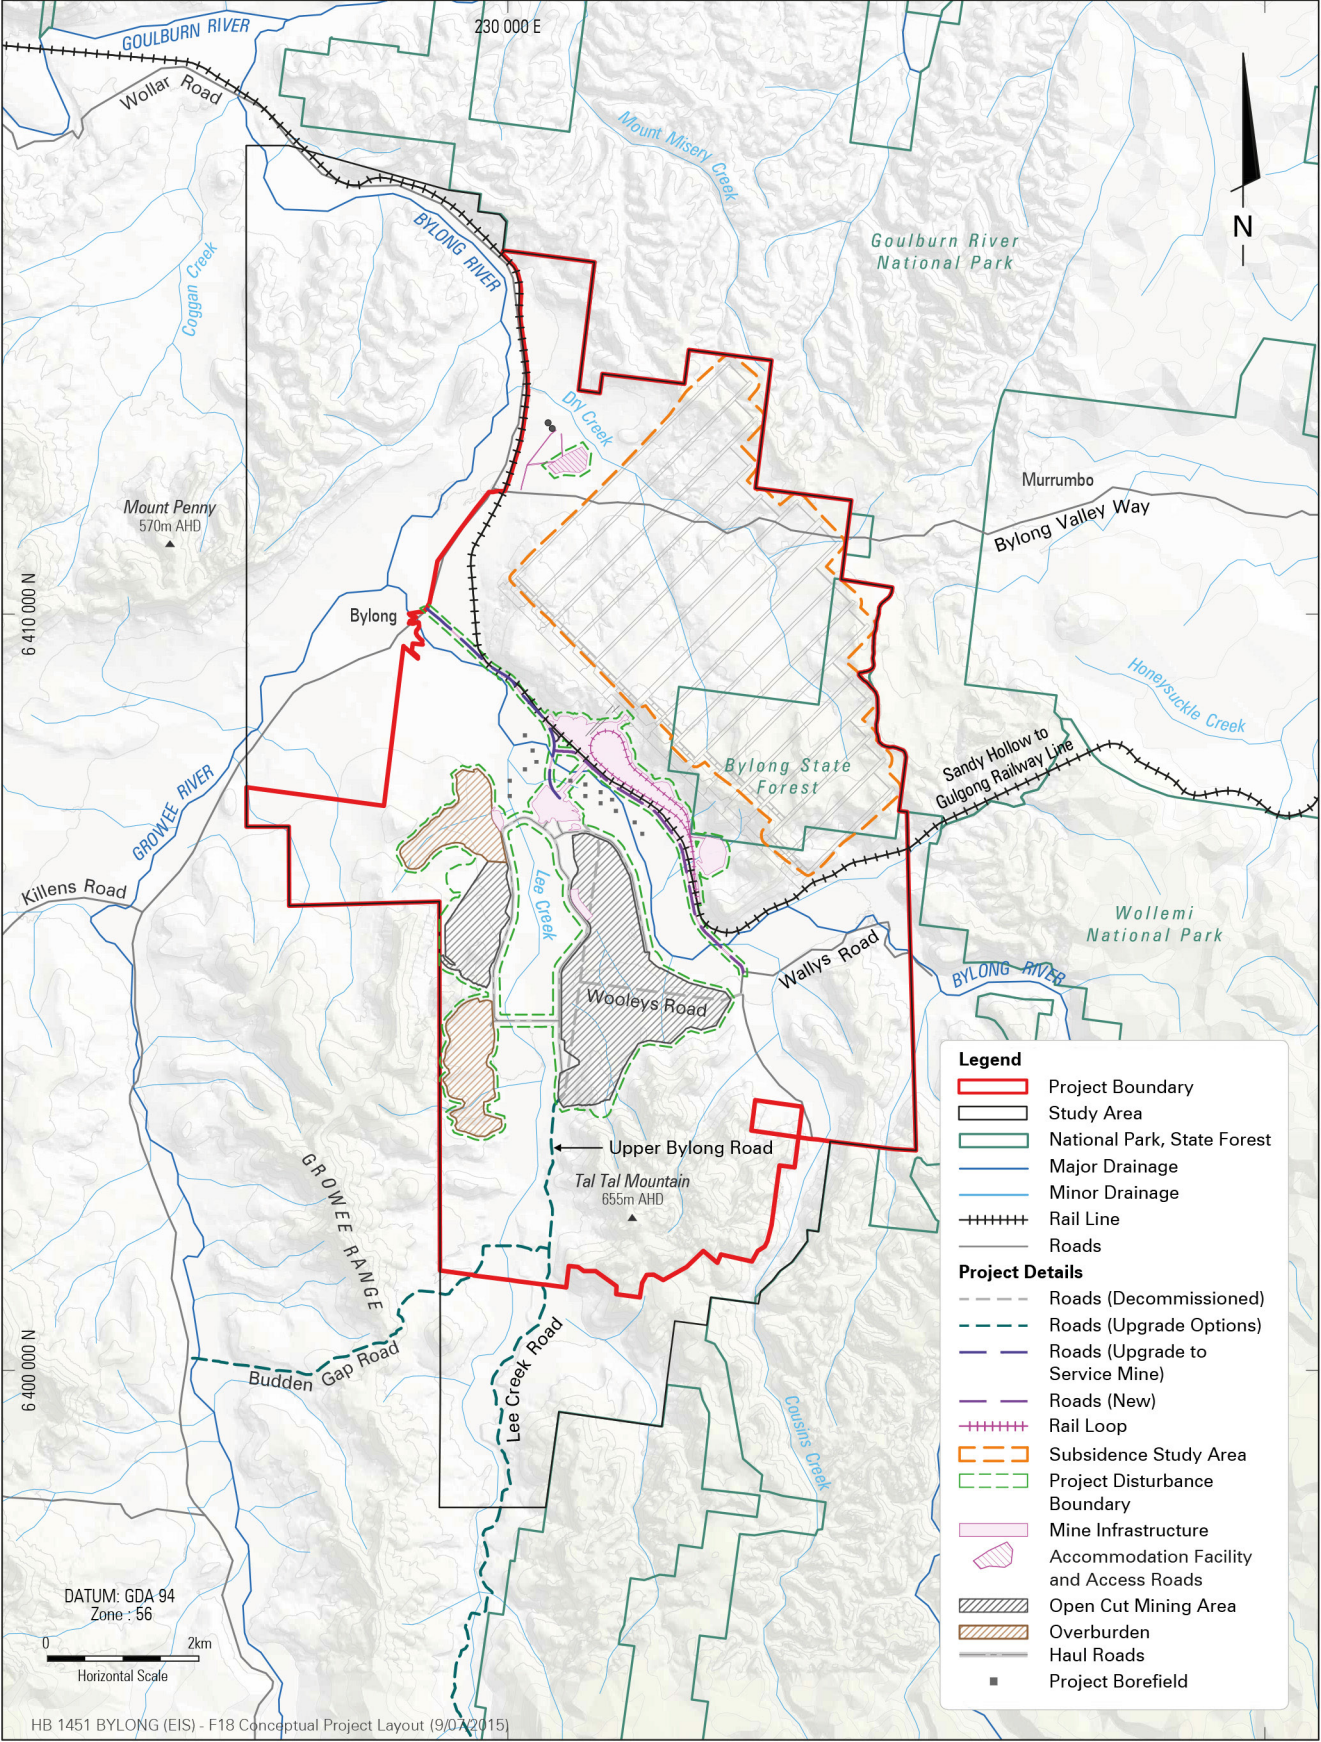 230 000 E
GOULBURN RIVER
Wollar Road
Mount Misery Creek
BYLONG RIVER
Coggan Creek
Goulburn River
National Park
N
Dry Creek
Mount Penny
570m AHD
Murrumbo
Bylong Valley Way
6 410 000 N
Bylong
Honeysuckle Creek
Sandy Hollow to
Gulgong Railway Line
Bylong State
Forest
GROWEE RIVER
Killens Road
Lee Creek
Wollemi
National Park
Wallys Road
BYLONG RIVER
Wooleys Road
Upper Bylong Road
Tal Tal Mountain
655m AHD
GROWEE RANGE
Budden Gap Road
Lee Creek Road
6 400 000 N
Cousins Creek
Legend
Project Boundary
Study Area
National Park, State Forest
Major Drainage
Minor Drainage
Rail Line
Roads
Project Details
Roads (Decommissioned)
Roads (Upgrade Options)
Roads (Upgrade to
Service Mine)
Roads (New)
Rail Loop
Subsidence Study Area
Project Disturbance
Boundary
Mine Infrastructure
Accommodation Facility
and Access Roads
Open Cut Mining Area
Overburden
Haul Roads
Project Borefield
DATUM: GDA 94
Zone : 56
0 2km
Horizontal Scale
HB 1451 BYLONG (EIS) - F18 Conceptual Project Layout (9/07/2015)